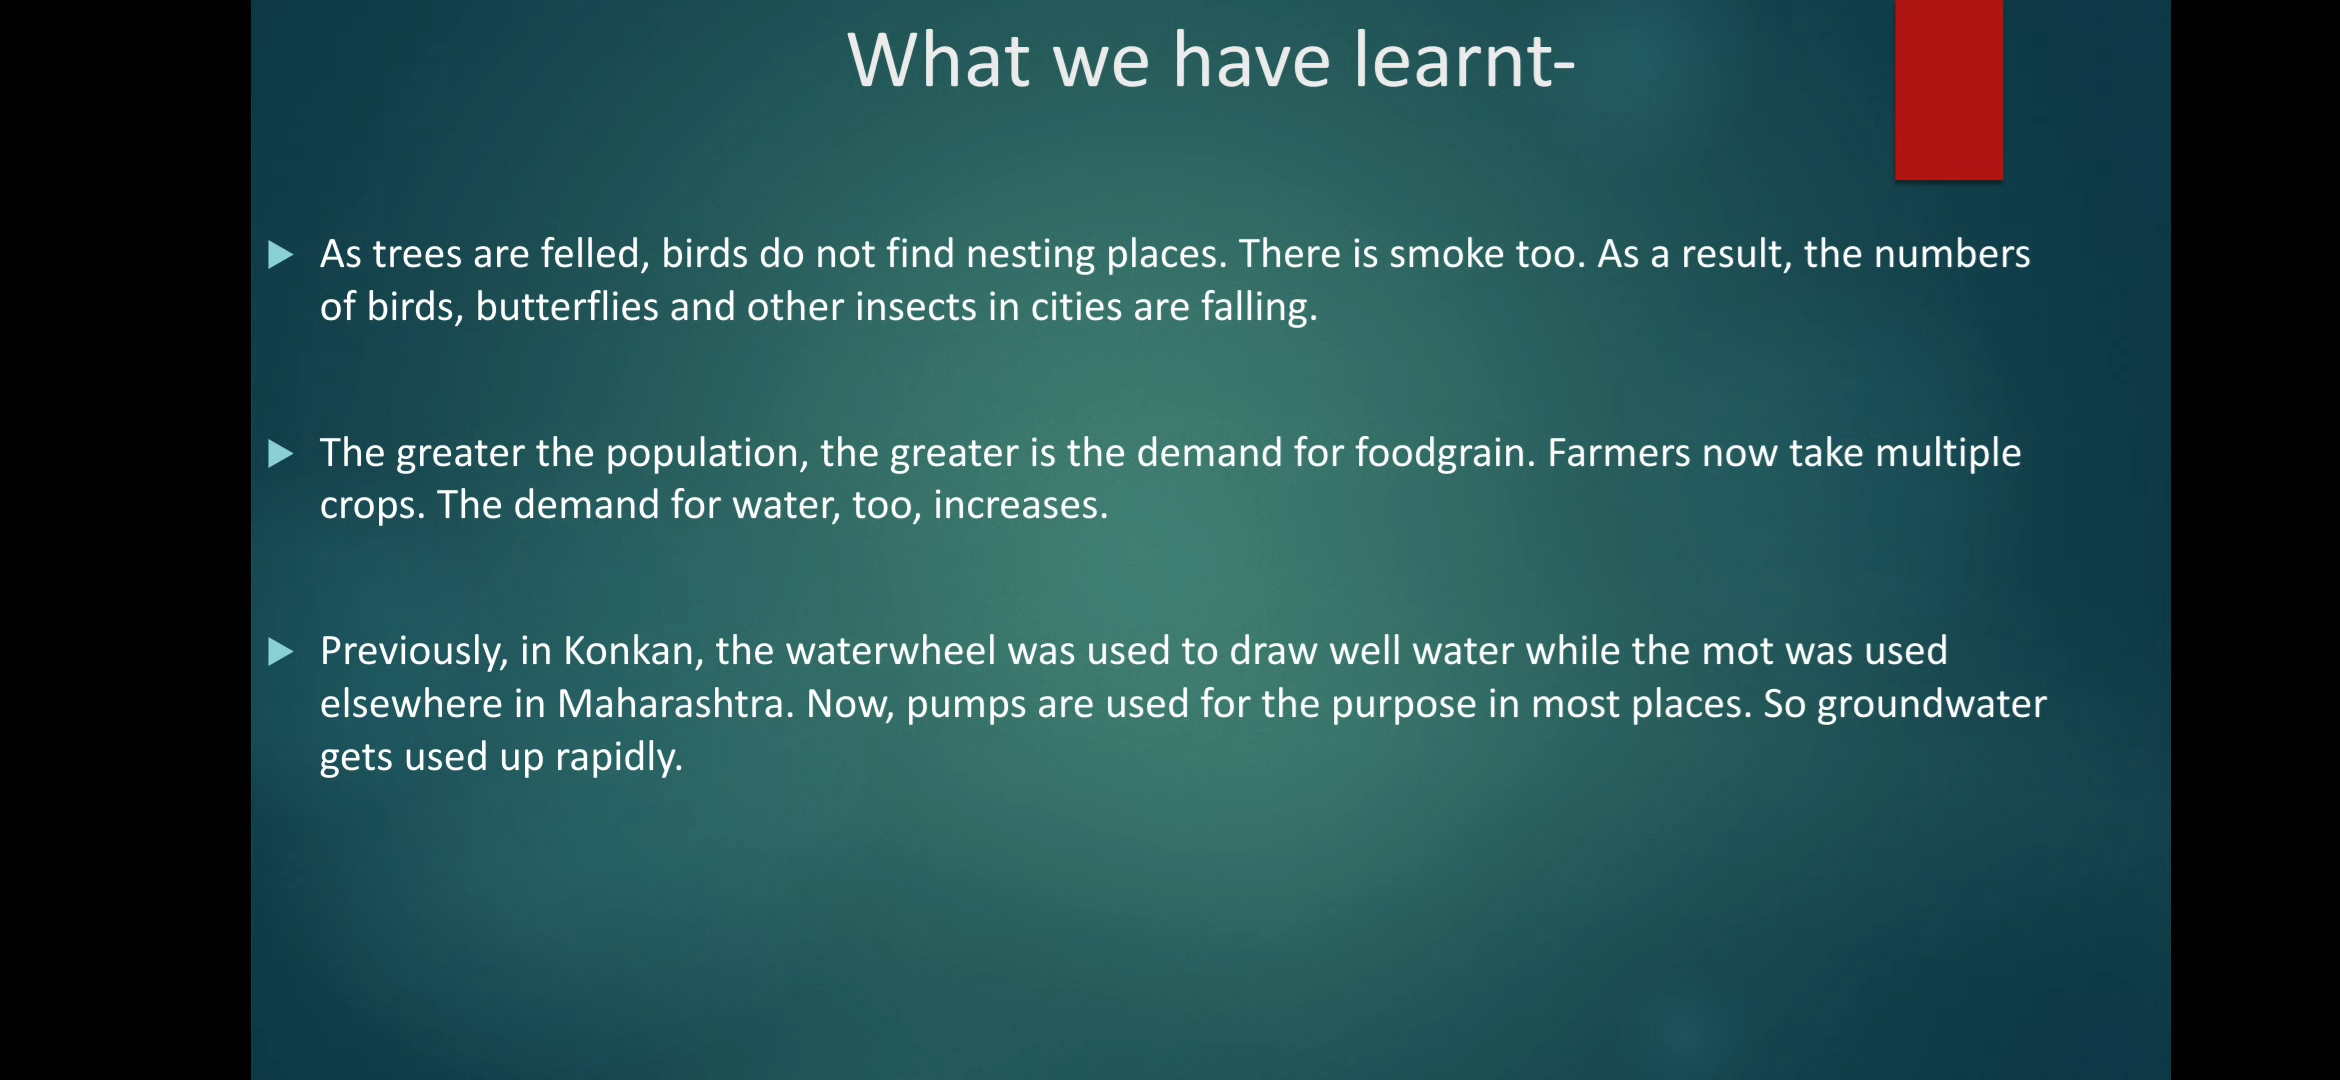 What we have learnt-
As trees are felled, birds do not find nesting places. There is smoke too. As a result, the numbers
of birds, butterflies and other insects in cities are falling.
The greater the population, the greater is the demand for foodgrain. Farmers now take multiple
crops. The demand for water, too, increases.
Previously, in Konkan, the waterwheel was used to draw well water while the mot was used
elsewhere in Maharashtra. Now, pumps are used for the purpose in most places. So groundwater
gets used up rapidly.